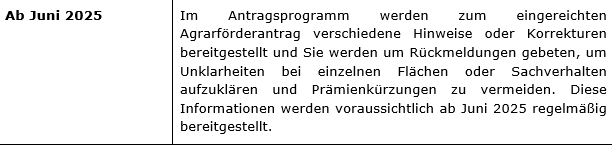 Ab Juni 2025
Im Antragsprogramm werden zum eingereichten
Agrarförderantrag verschiedene Hinweise oder Korrekturen
bereitgestellt und Sie werden um Rückmeldungen gebeten, um
Unklarheiten bei einzelnen Flächen oder Sachverhalten
aufzuklären und Prämienkürzungen zu vermeiden. Diese
Informationen werden voraussichtlich ab Juni 2025 regelmäßig
bereitgestellt.